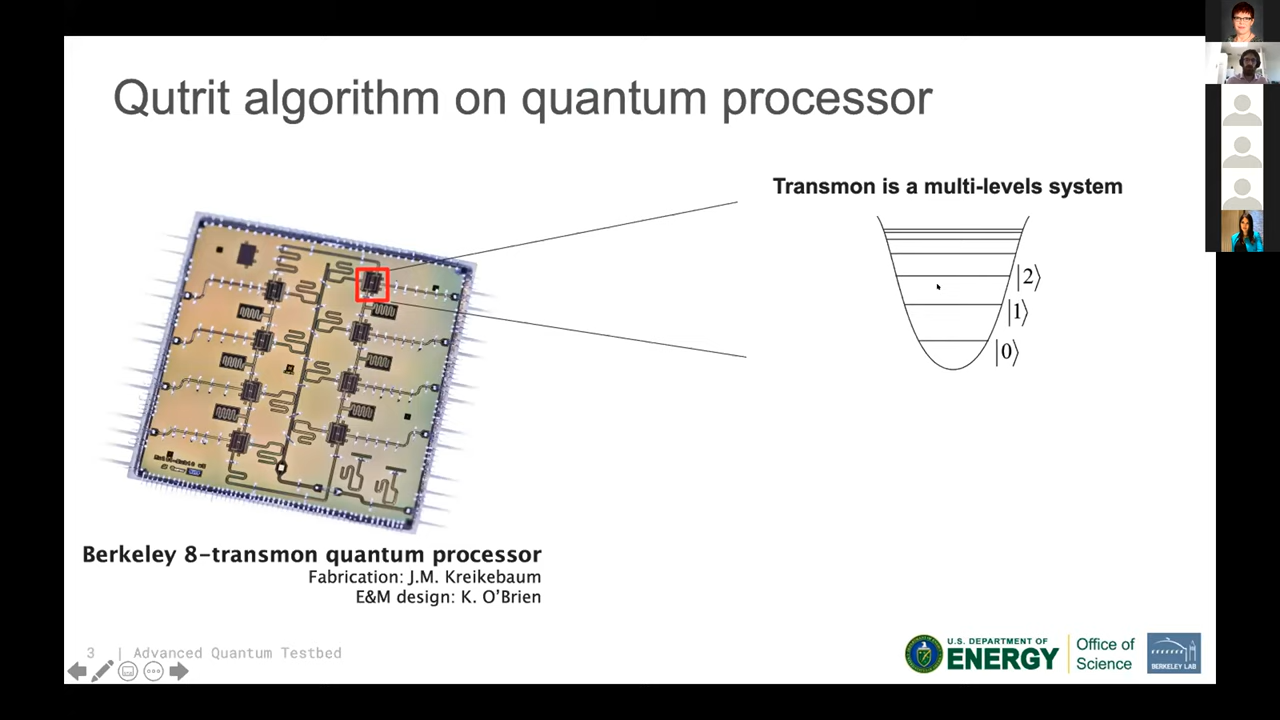 Qutrit algorithm on quantum processor
Transmon is a multi-levels system
|2⟩
|1⟩
|0⟩
Berkeley 8-transmon quantum processor
Fabrication: J.M. Kreikebaum
E&M design: K. O'Brien
3 | Advanced Quantum Testbed
U.S. DEPARTMENT OF
ENERGY
Office of
Science
BERKELEY LAB